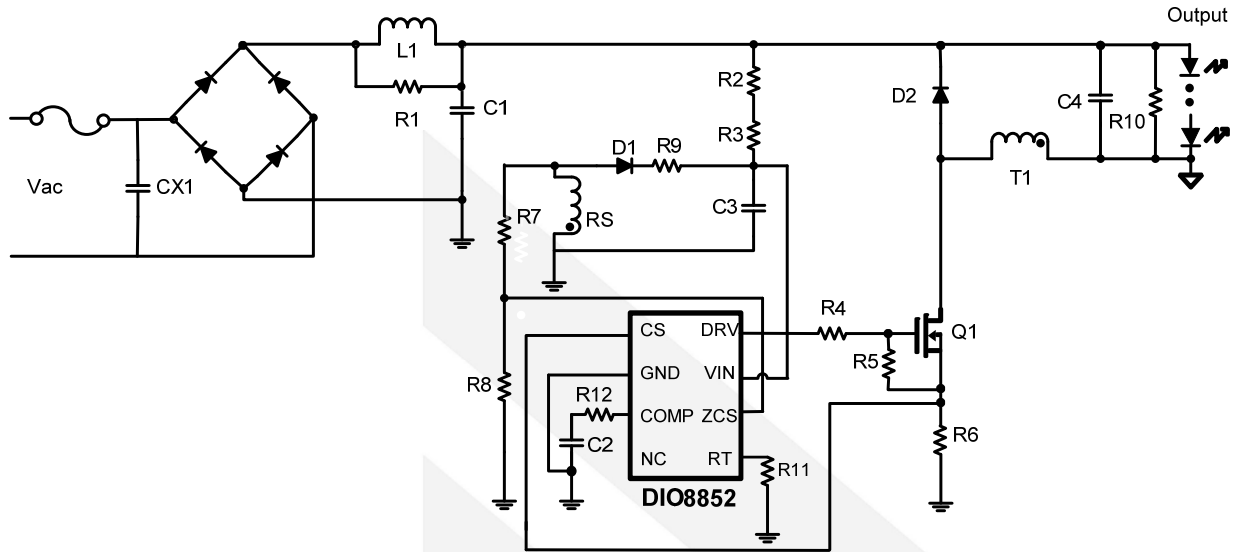 Output
L1
R1
C1
R2
R3
D2
C4
R10
T1
Vac
CX1
D1
R9
R7
RS
C3
CS
DRV
R4
Q1
GND
VIN
R5
R8
R12
COMP
ZCS
C2
R6
NC
RT
R11
DIO8852